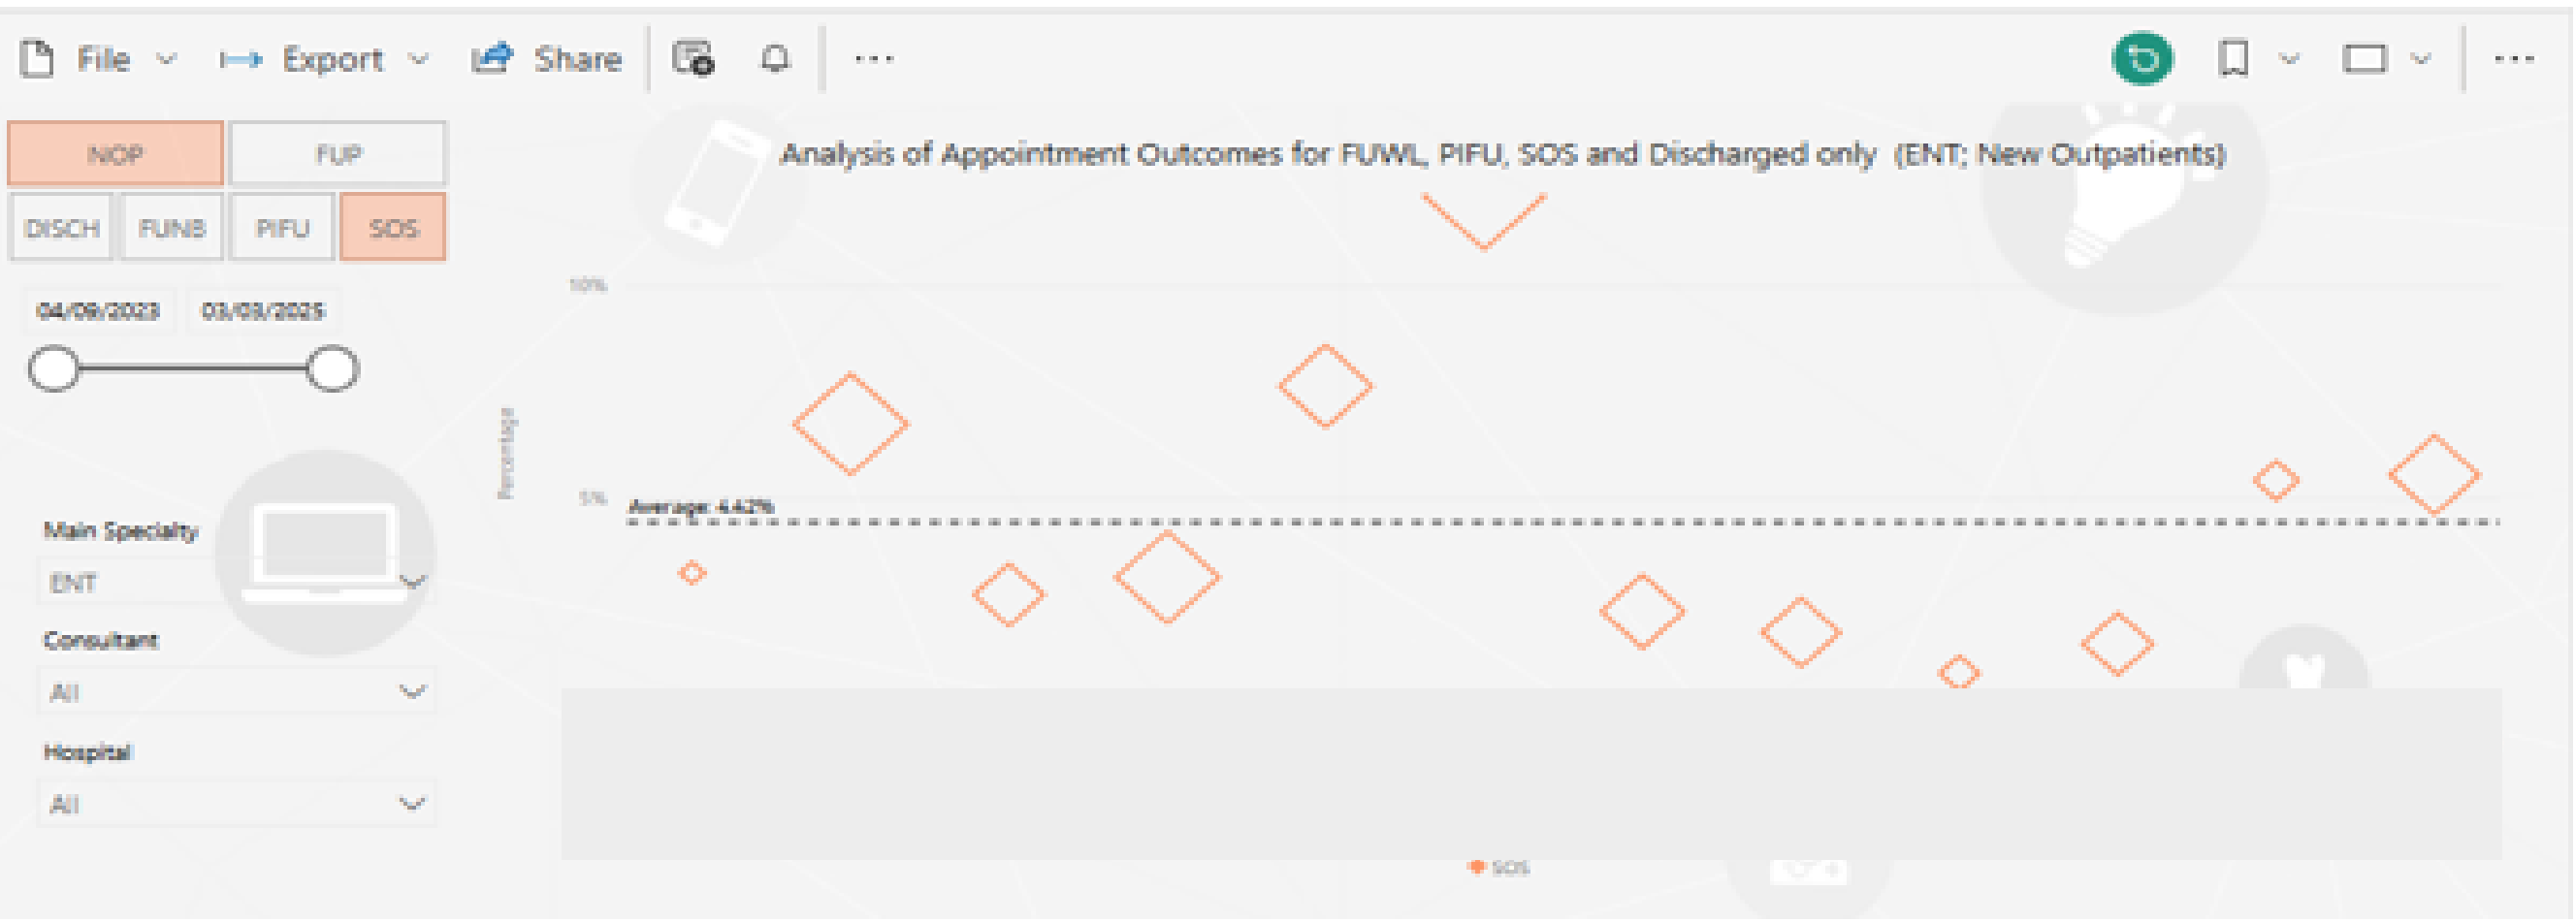 File Export Share
NOP FUP
DISCH FUNB PIFU SOS
04/09/2023 03/03/2025
Main Specialty
ENT
Consultant
All
Hospital
All
Analysis of Appointment Outcomes for FUWL, PIFU, SOS and Discharged only (ENT; New Outpatients)
Percentage
10%
5%
Average: 4.42%
SOS